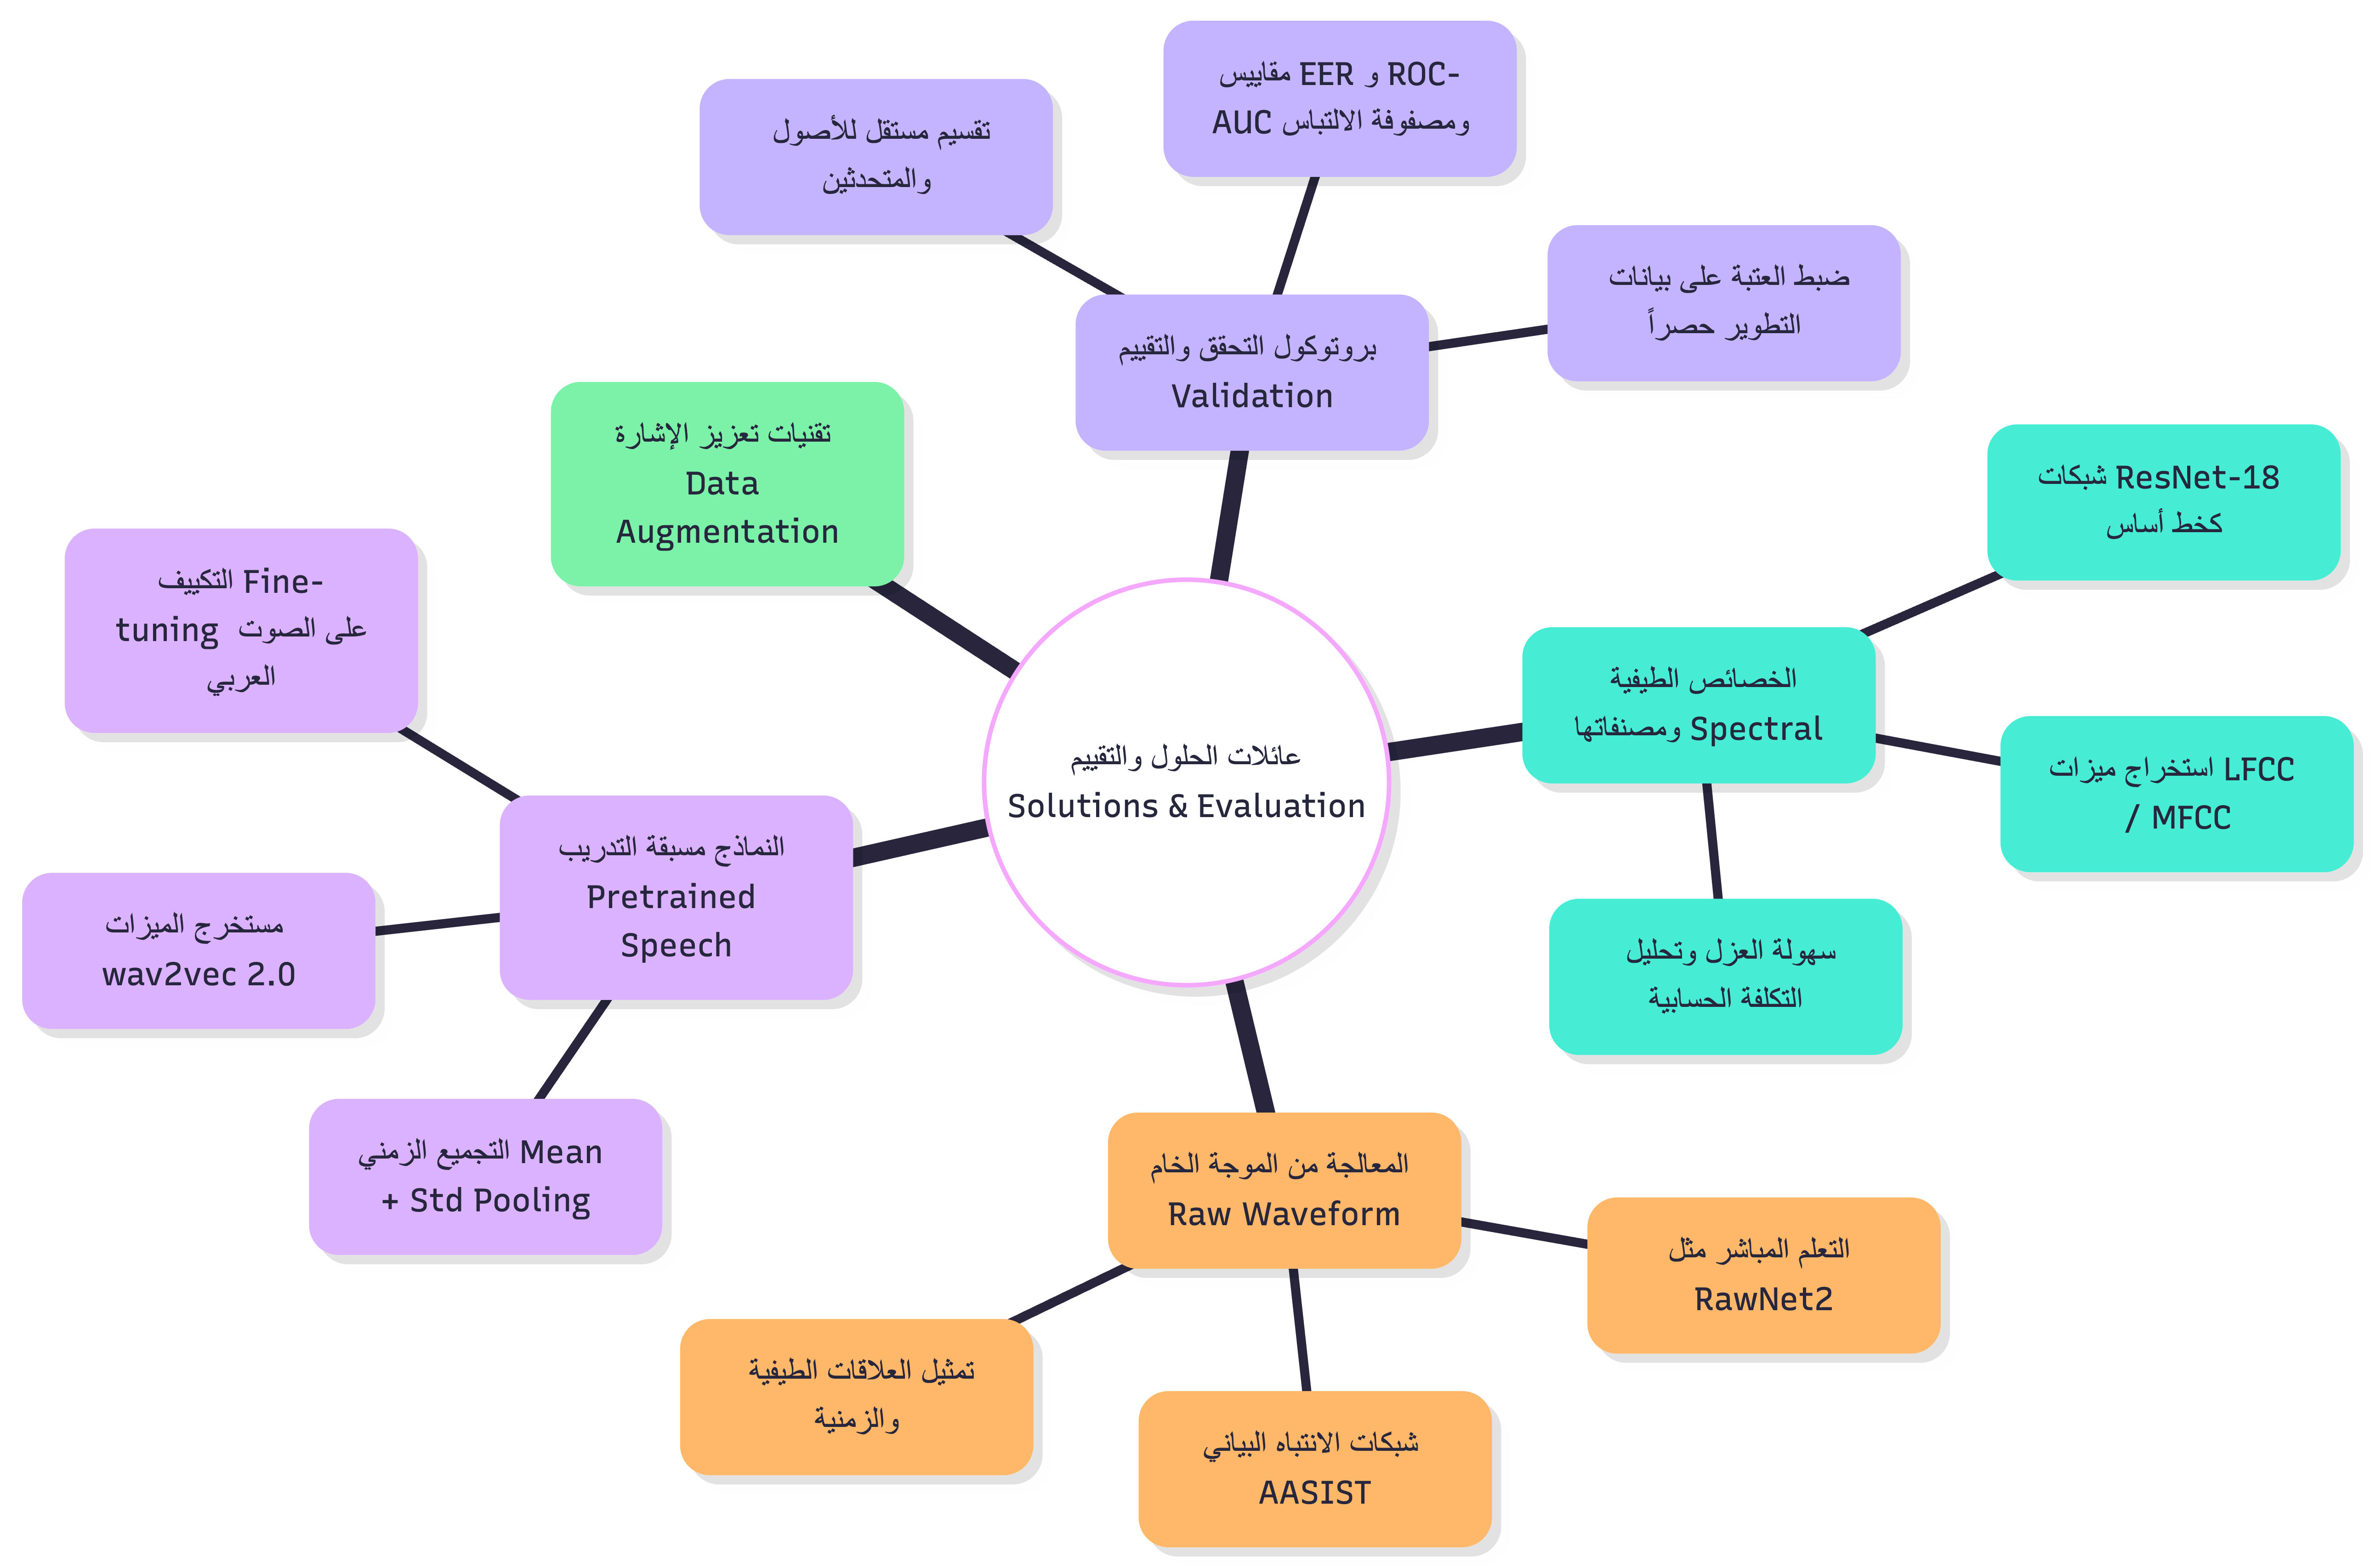 مقاييس EER و ROC-
AUC ومصفوفة الالتباس
تقسيم مستقل للأصول
والمتحدثين
ضبط العتبة على بيانات
التطوير حصراً
بروتوكول التحقق والتقييم
Validation
تقنيات تعزيز الإشارة
Data
Augmentation
شبكات ResNet-18
كخط أساس
التكييف Fine-
tuning على الصوت
العربي
الخصائص الطيفية
ومصنفاتها Spectral
عائلات الحلول والتقييم
Solutions & Evaluation
استخراج ميزات LFCC
/ MFCC
النماذج مسبقة التدريب
Pretrained
Speech
مستخرج الميزات
wav2vec 2.0
سهولة العزل وتحليل
التكلفة الحسابية
التجميع الزمني Mean
+ Std Pooling
المعالجة من الموجة الخام
Raw Waveform
التعلم المباشر مثل
RawNet2
تمثيل العلاقات الطيفية
والزمنية
شبكات الانتباه البياني
AASIST